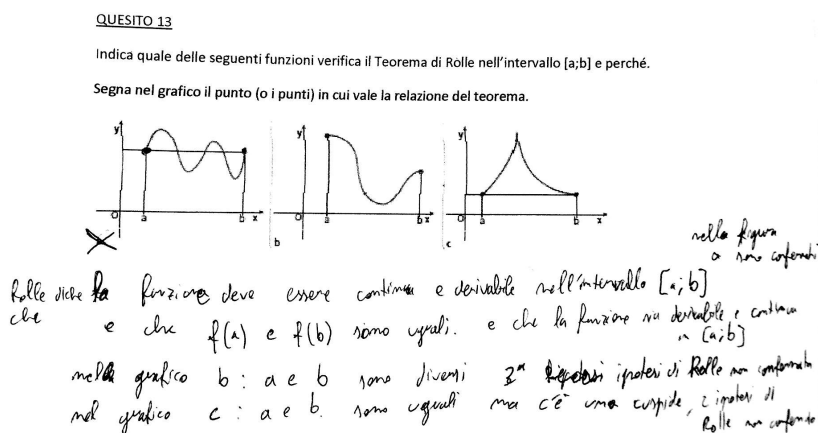 QUESITO 13
Indica quale delle seguenti funzioni verifica il Teorema di Rolle nell'intervallo [a;b] e perché.
Segna nel grafico il punto (o i punti) in cui vale la relazione del teorema.
y y y
O a b x O a b x O a b x
b c
nella figura
a sono confermati
Rolle dice la funzione deve essere continua e derivabile nell'intervallo [a;b]
che e che f(a) e f(b) sono uguali. e che la funzione sia derivabile e continua
in [a;b]
nel grafico b: a e b sono diversi 3ª ipotesi di Rolle non confermata
nel grafico c: a e b sono uguali ma c'è una cuspide, 2 ipotesi di
Rolle non confermata